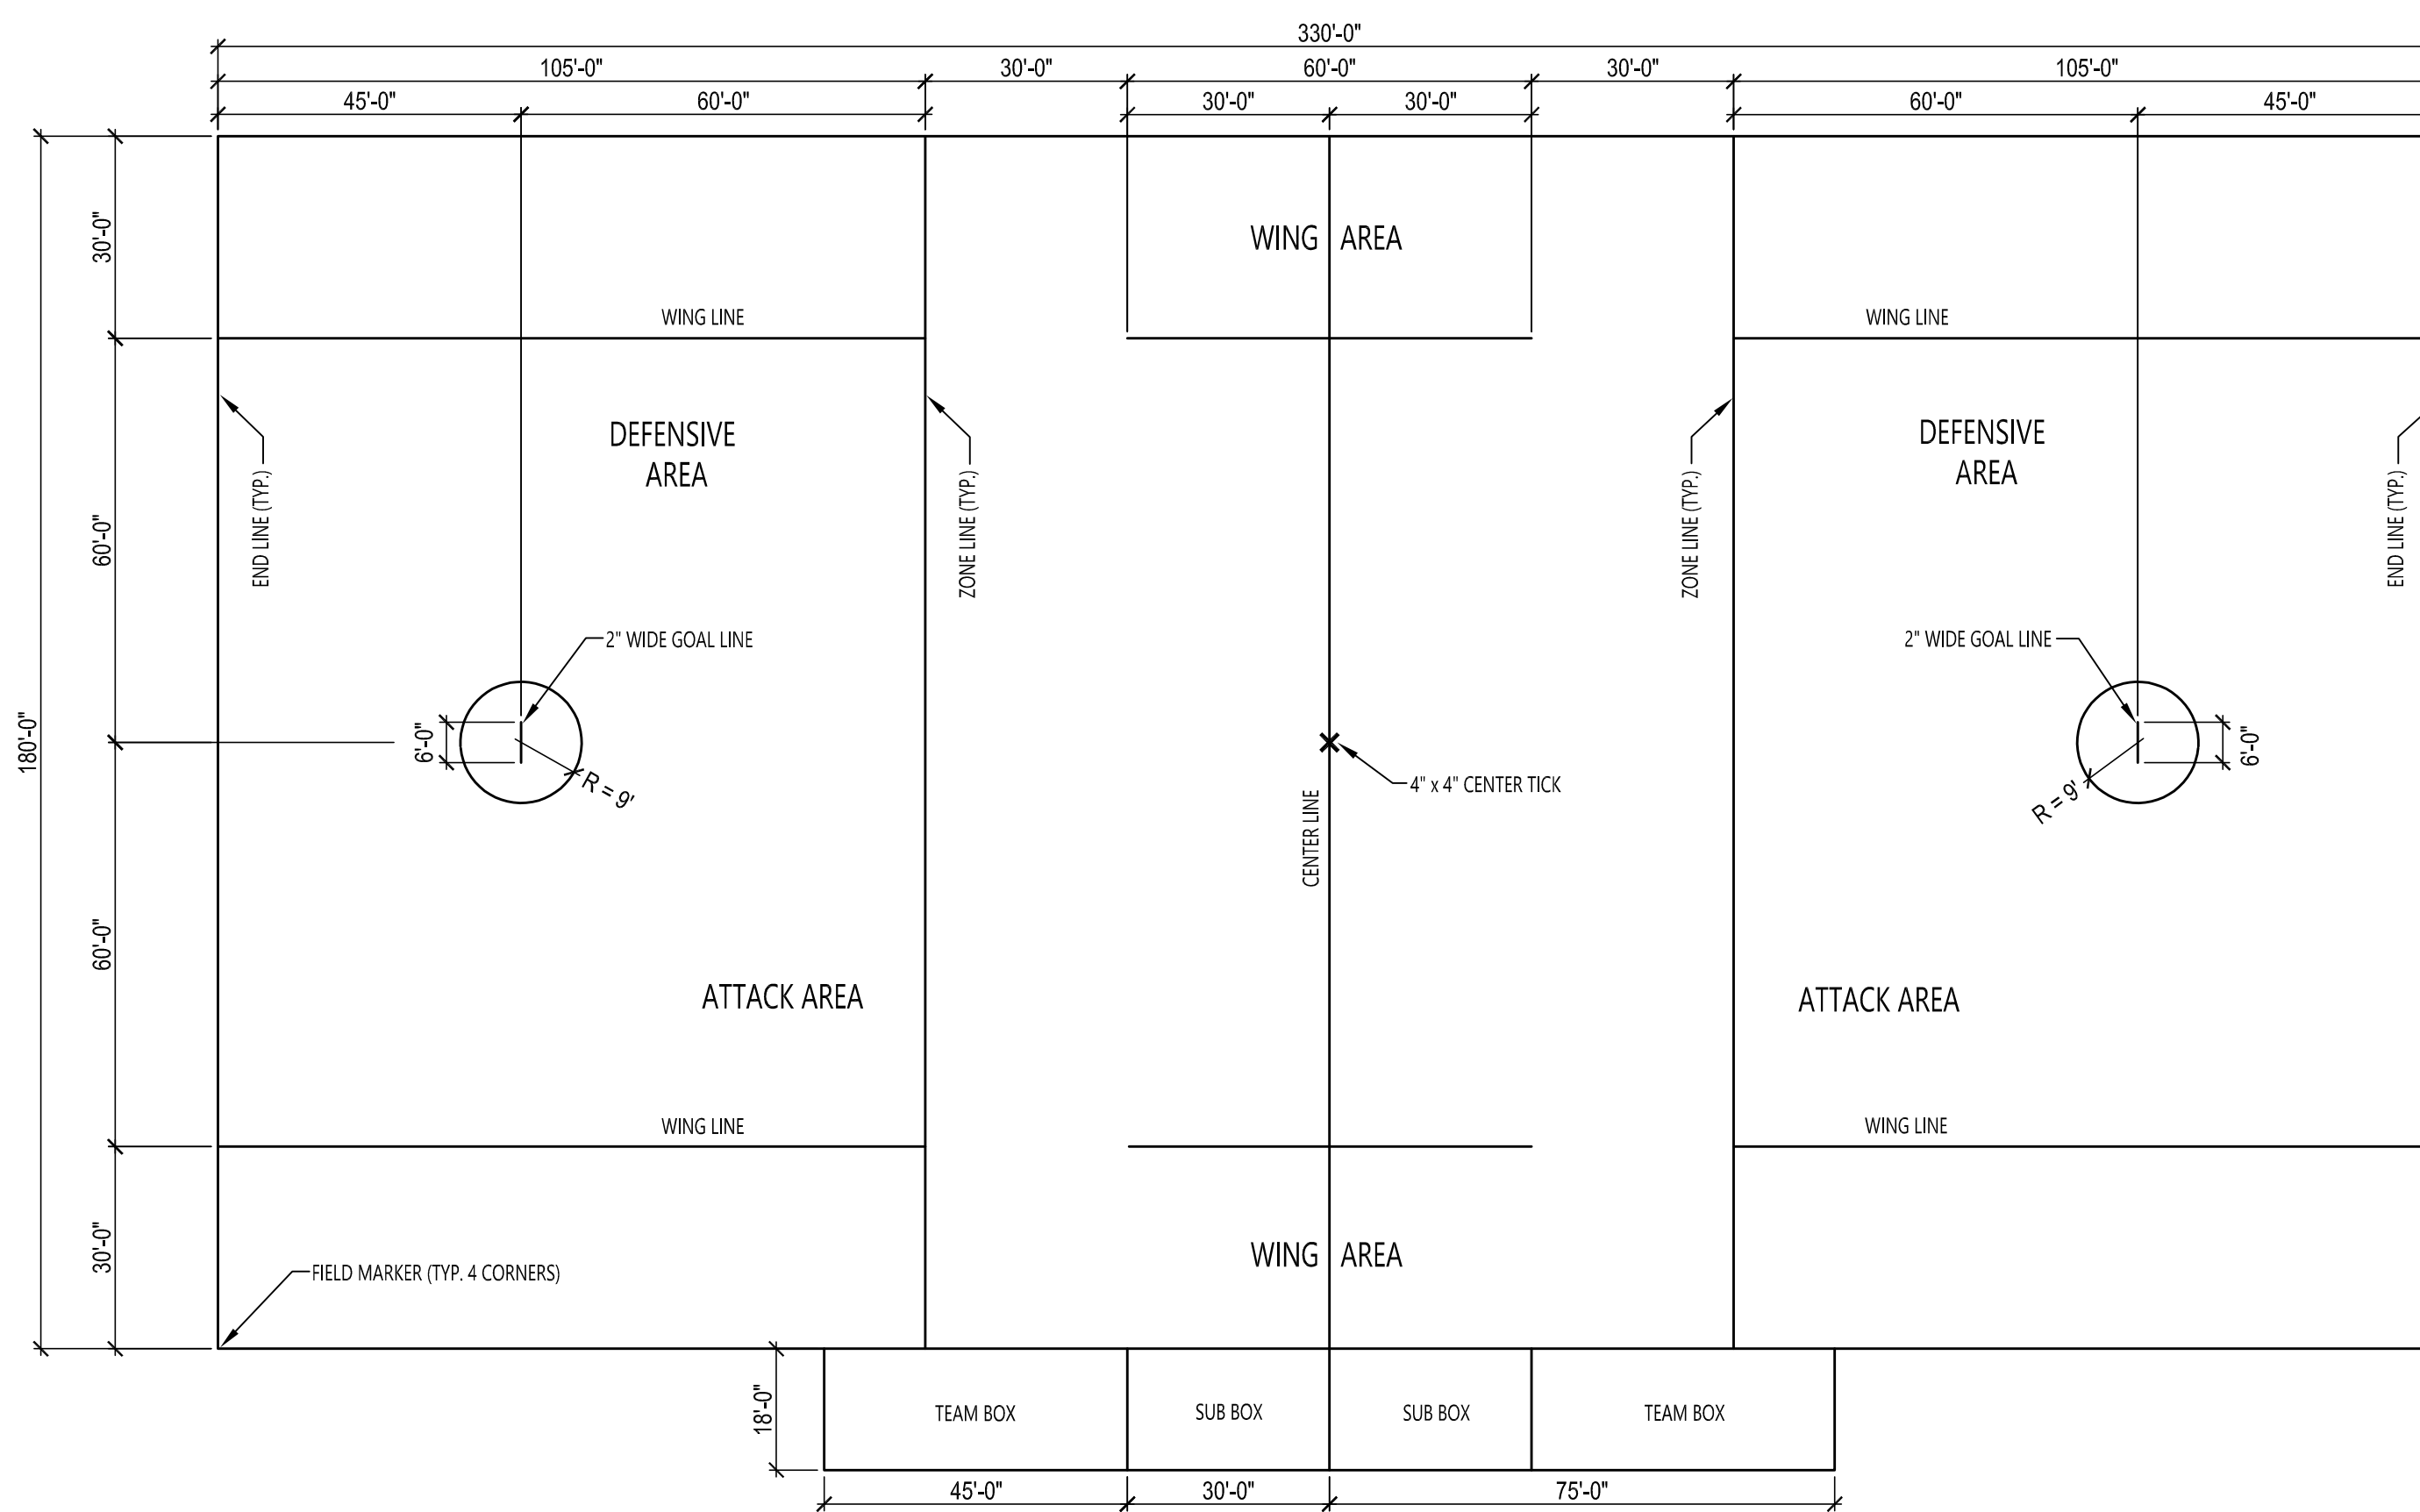 330'-0"
105'-0" 30'-0" 60'-0" 30'-0" 105'-0"
45'-0" 60'-0" 30'-0" 30'-0" 60'-0" 45'-0"
30'-0"
WING AREA
WING LINE
WING LINE
DEFENSIVE
AREA
DEFENSIVE
AREA
60'-0"
END LINE (TYP.)
ZONE LINE (TYP.)
ZONE LINE (TYP.)
END LINE (TYP.)
2" WIDE GOAL LINE
2" WIDE GOAL LINE
180'-0"
6'-0"
R = 9'
4" x 4" CENTER TICK
R = 9'
6'-0"
CENTER LINE
60'-0"
ATTACK AREA
ATTACK AREA
WING LINE
WING LINE
30'-0"
WING AREA
FIELD MARKER (TYP. 4 CORNERS)
18'-0"
TEAM BOX
SUB BOX
SUB BOX
TEAM BOX
45'-0" 30'-0" 75'-0"